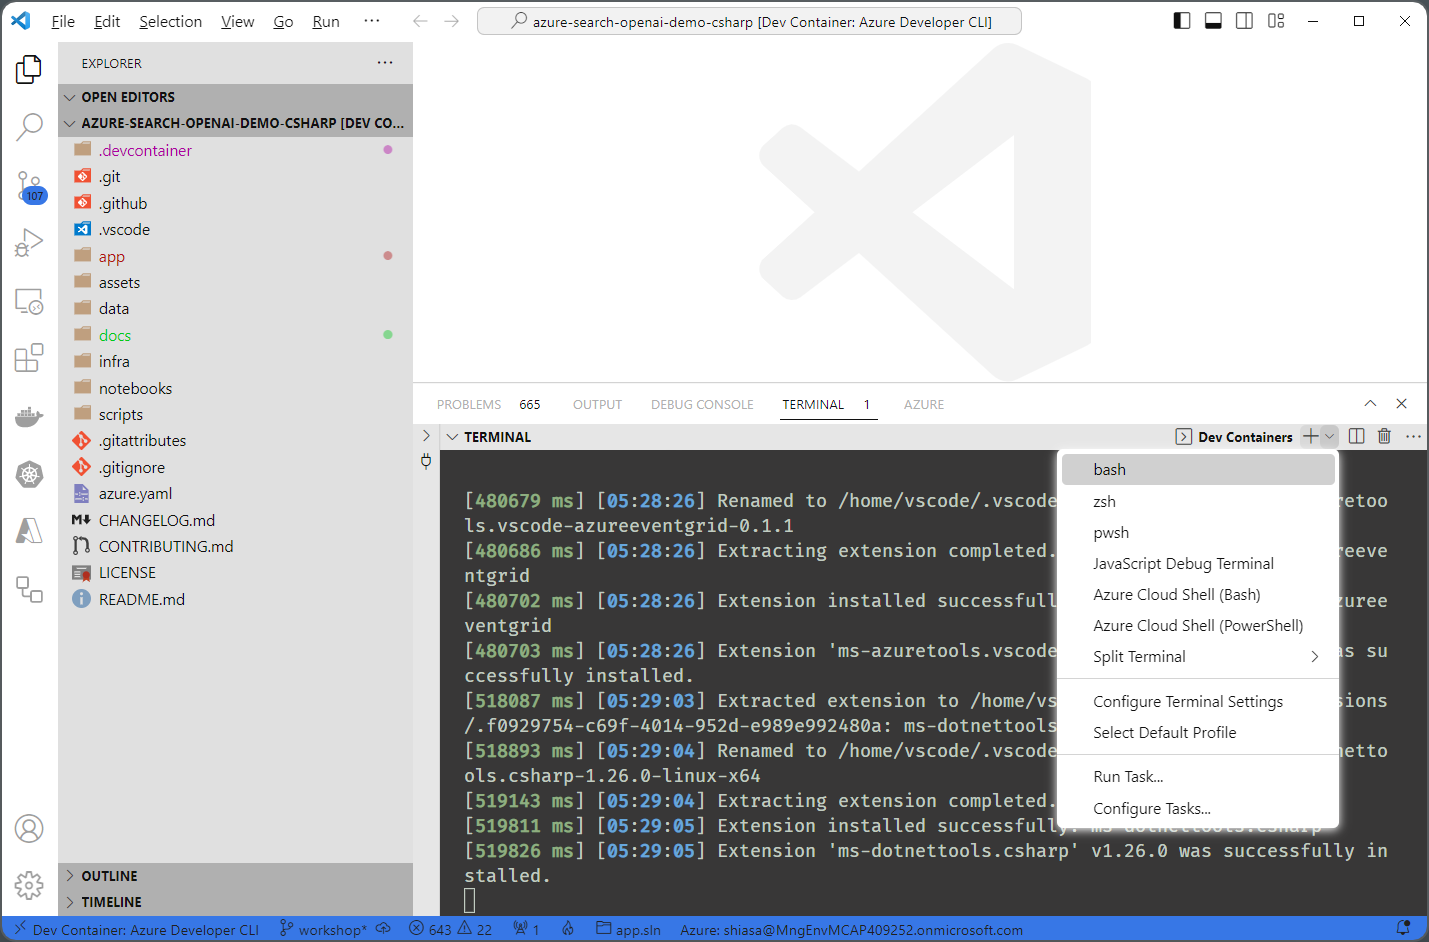 File Edit Selection View Go Run ··· azure-search-openai-demo-csharp [Dev Container: Azure Developer CLI]
EXPLORER ···
OPEN EDITORS
AZURE-SEARCH-OPENAI-DEMO-CSHARP [DEV CO...
.devcontainer
.git
.github
.vscode
app
assets
data
docs
infra
notebooks
scripts
.gitattributes
.gitignore
azure.yaml
CHANGELOG.md
CONTRIBUTING.md
LICENSE
README.md
OUTLINE
TIMELINE
107
PROBLEMS 665 OUTPUT DEBUG CONSOLE TERMINAL 1 AZURE
TERMINAL Dev Containers ···
[480679 ms] [05:28:26] Renamed to /home/vscode/.vscode retoo
ls.vscode-azureeventgrid-0.1.1
[480686 ms] [05:28:26] Extracting extension completed. reeve
ntgrid
[480702 ms] [05:28:26] Extension installed successfull zuree
ventgrid
[480703 ms] [05:28:26] Extension 'ms-azuretools.vscode as su
ccessfully installed.
[518087 ms] [05:29:03] Extracted extension to /home/vs sions
/.f0929754-c69f-4014-952d-e989e992480a: ms-dotnettools
[518893 ms] [05:29:04] Renamed to /home/vscode/.vscode netto
ols.csharp-1.26.0-linux-x64
[519143 ms] [05:29:04] Extracting extension completed.
[519811 ms] [05:29:05] Extension installed successfully: ms-dotnettools.csharp
[519826 ms] [05:29:05] Extension 'ms-dotnettools.csharp' v1.26.0 was successfully in
stalled.
bash
zsh
pwsh
JavaScript Debug Terminal
Azure Cloud Shell (Bash)
Azure Cloud Shell (PowerShell)
Split Terminal
Configure Terminal Settings
Select Default Profile
Run Task...
Configure Tasks...
Dev Container: Azure Developer CLI workshop* 643 22 1 app.sln Azure: shiasa@MngEnvMCAP409252.onmicrosoft.com